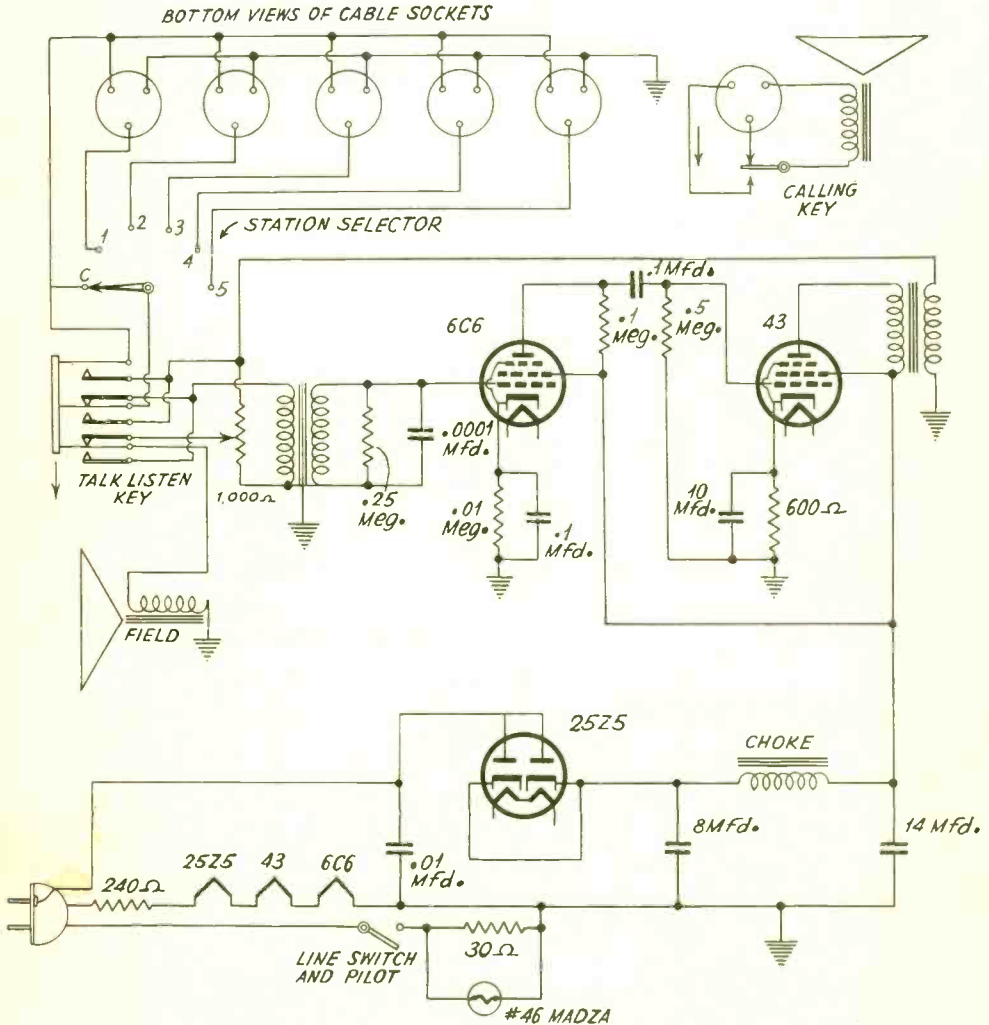 BOTTOM VIEWS OF CABLE SOCKETS
CALLING
KEY
1
2
3
4
5
STATION SELECTOR
C
6C6
.1
Meg.
.1Mfd.
.5
Meg.
43
TALK LISTEN
KEY
1,000Ω
.25
Meg.
.0001
Mfd.
.01
Meg.
.1
Mfd.
10
Mfd.
600Ω
FIELD
25Z5
CHOKE
8Mfd.
14 Mfd.
240Ω
25Z5
43
6C6
.01
Mfd.
LINE SWITCH
AND PILOT
30Ω
#46 MADZA